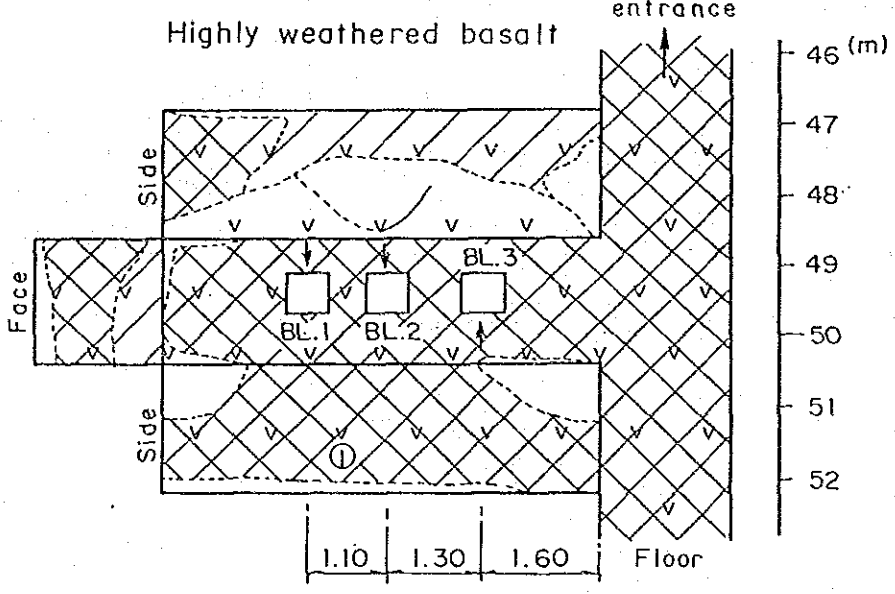 entrance
Highly weathered basalt
46 (m)
47
48
49
50
51
52
Side
Face
Side
BL.1
BL.2
BL.3
①
1.10
1.30
1.60
Floor